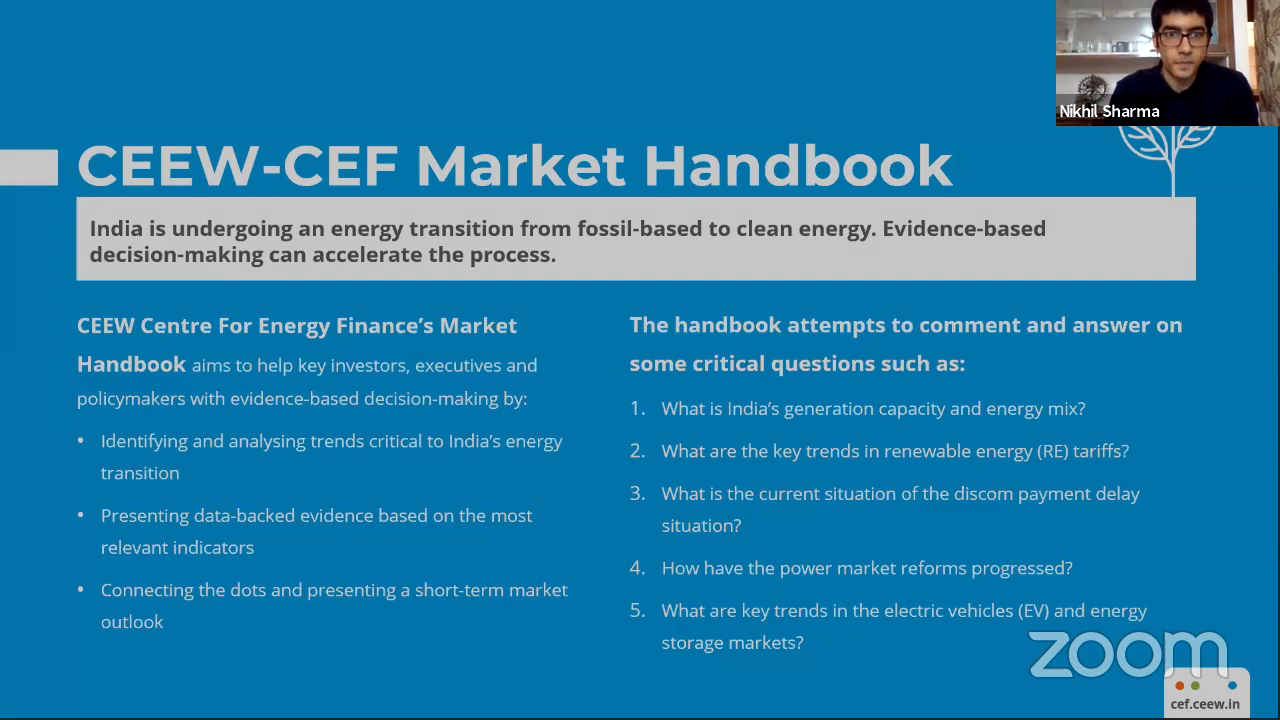 Nikhil Sharma
CEEW-CEF Market Handbook
India is undergoing an energy transition from fossil-based to clean energy. Evidence-based
decision-making can accelerate the process.
CEEW Centre For Energy Finance’s Market
Handbook aims to help key investors, executives and
policymakers with evidence-based decision-making by:
• Identifying and analysing trends critical to India’s energy
transition
• Presenting data-backed evidence based on the most
relevant indicators
• Connecting the dots and presenting a short-term market
outlook
The handbook attempts to comment and answer on
some critical questions such as:
1. What is India’s generation capacity and energy mix?
2. What are the key trends in renewable energy (RE) tariffs?
3. What is the current situation of the discom payment delay
situation?
4. How have the power market reforms progressed?
5. What are key trends in the electric vehicles (EV) and energy
storage markets?
zoom
cef.ceew.in